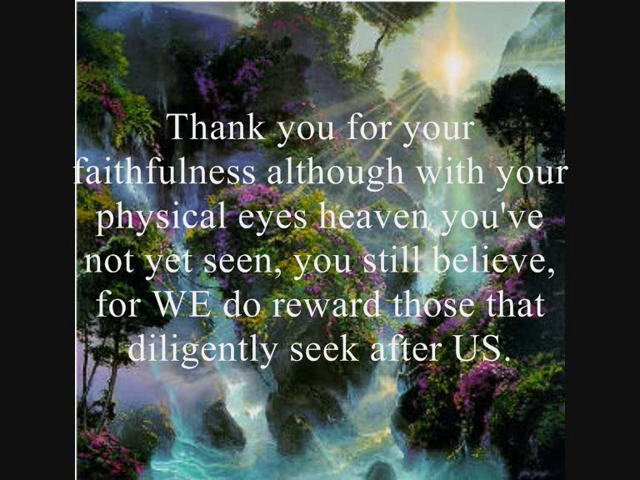 Thank you for your
faithfulness although with your
physical eyes heaven you've
not yet seen, you still believe,
for WE do reward those that
diligently seek after US.